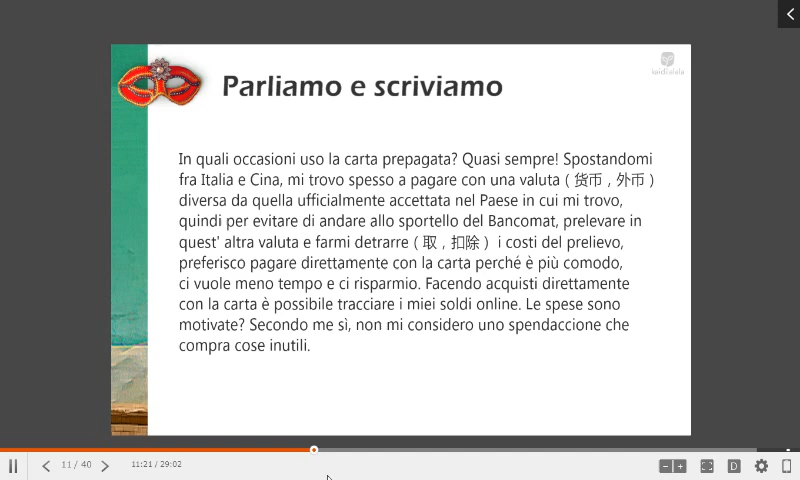 Parliamo e scriviamo
kaidialala
In quali occasioni uso la carta prepagata? Quasi sempre! Spostandomi
fra Italia e Cina, mi trovo spesso a pagare con una valuta ( 货币 , 外币 )
diversa da quella ufficialmente accettata nel Paese in cui mi trovo,
quindi per evitare di andare allo sportello del Bancomat, prelevare in
quest' altra valuta e farmi detrarre ( 取 , 扣除 ) i costi del prelievo,
preferisco pagare direttamente con la carta perché è più comodo,
ci vuole meno tempo e ci risparmio. Facendo acquisti direttamente
con la carta è possibile tracciare i miei soldi online. Le spese sono
motivate? Secondo me sì, non mi considero uno spendaccione che
compra cose inutili.
11 / 40
11:21 / 29:02
D